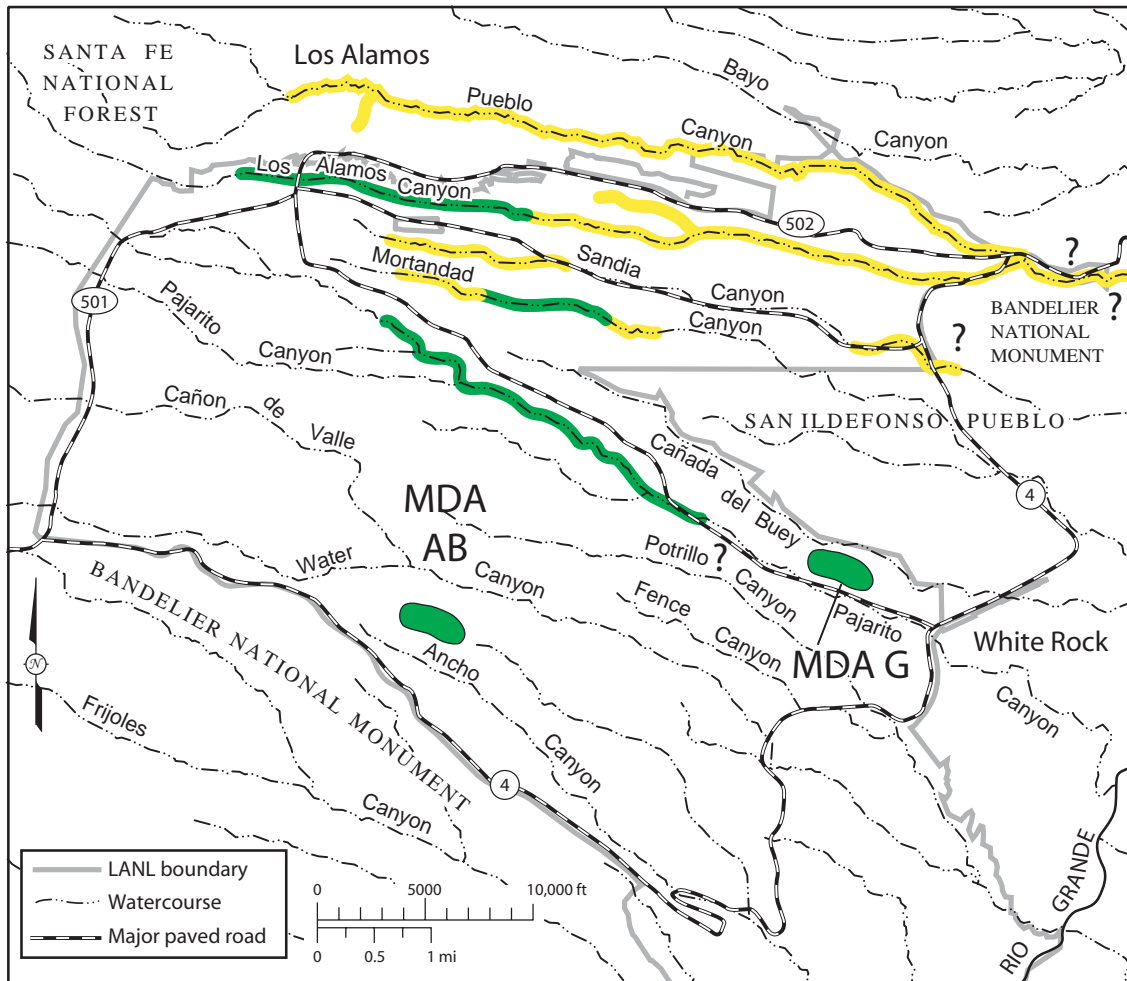 SANTA FE
NATIONAL
FOREST
Los Alamos
Bayo
Canyon
Pueblo
Canyon
Los Alamos Canyon
502
?
?
BANDELIER
NATIONAL
MONUMENT
?
Sandia
Canyon
Mortandad
Canyon
501
Pajarito
Canyon
Cañon de Valle
SAN ILDEFONSO PUEBLO
Cañada del Buey
4
MDA
AB
Water
Canyon
Potrillo
?
Canyon
Fence
Canyon
Pajarito
MDA G
White Rock
Canyon
Ancho
Canyon
BANDELIER NATIONAL MONUMENT
N
Frijoles
Canyon
4
RIO GRANDE
LANL boundary
Watercourse
Major paved road
0 5000 10,000 ft
0 0.5 1 mi